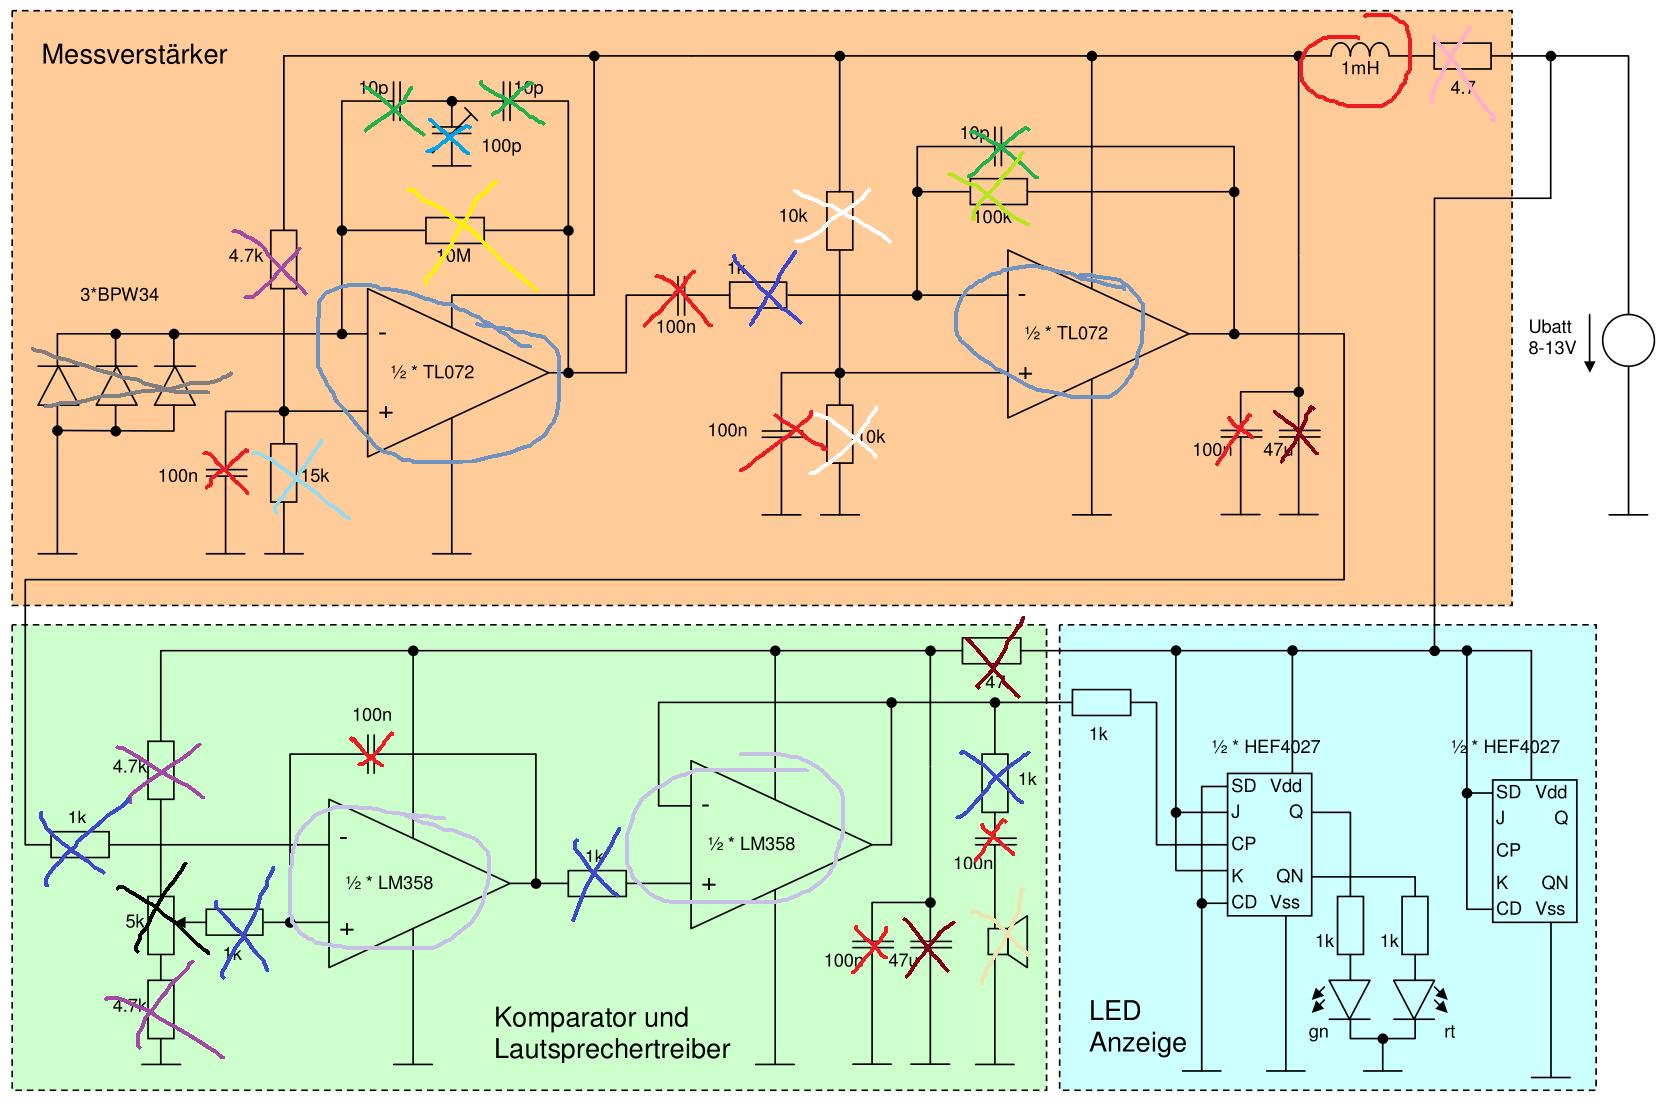 Messverstärker
1mH
4.7
10p
10p
100p
10p
100k
10M
4.7k
10k
3*BPW34
1k
100n
-
½ * TL072
+
-
½ * TL072
+
Ubatt
8-13V
100n
15k
100n
10k
100n
47u
47
100n
1k
½ * HEF4027
½ * HEF4027
4.7k
1k
1k
-
½ * LM358
+
1k
-
½ * LM358
+
100n
5k
1k
100n
47u
4.7k
SD Vdd
J Q
CP
K QN
CD Vss
SD Vdd
J Q
CP
K QN
CD Vss
1k
1k
gn
rt
Komparator und
Lautsprechertreiber
LED
Anzeige